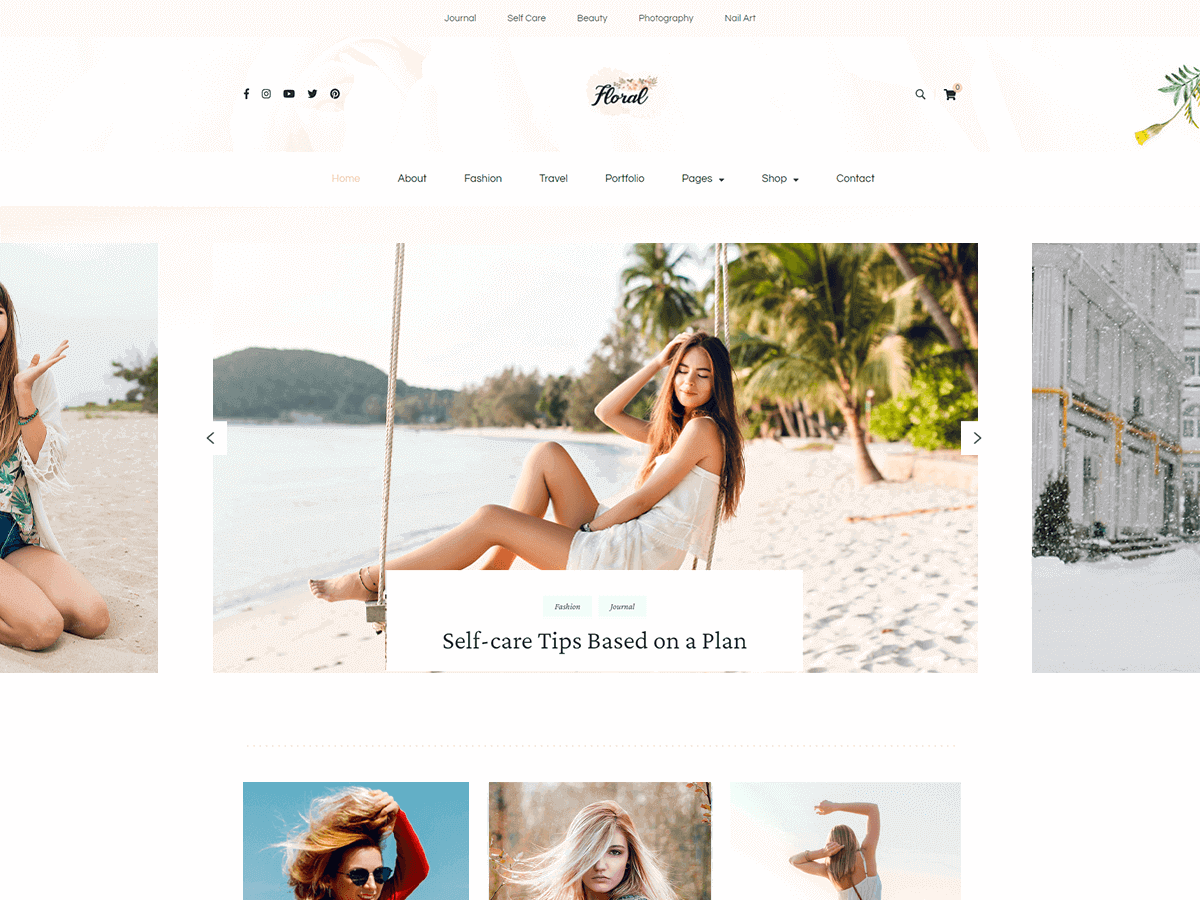 Journal Self Care Beauty Photography Nail Art
Floral
0
Home About Fashion Travel Portfolio Pages Shop Contact
Fashion Journal
Self-care Tips Based on a Plan